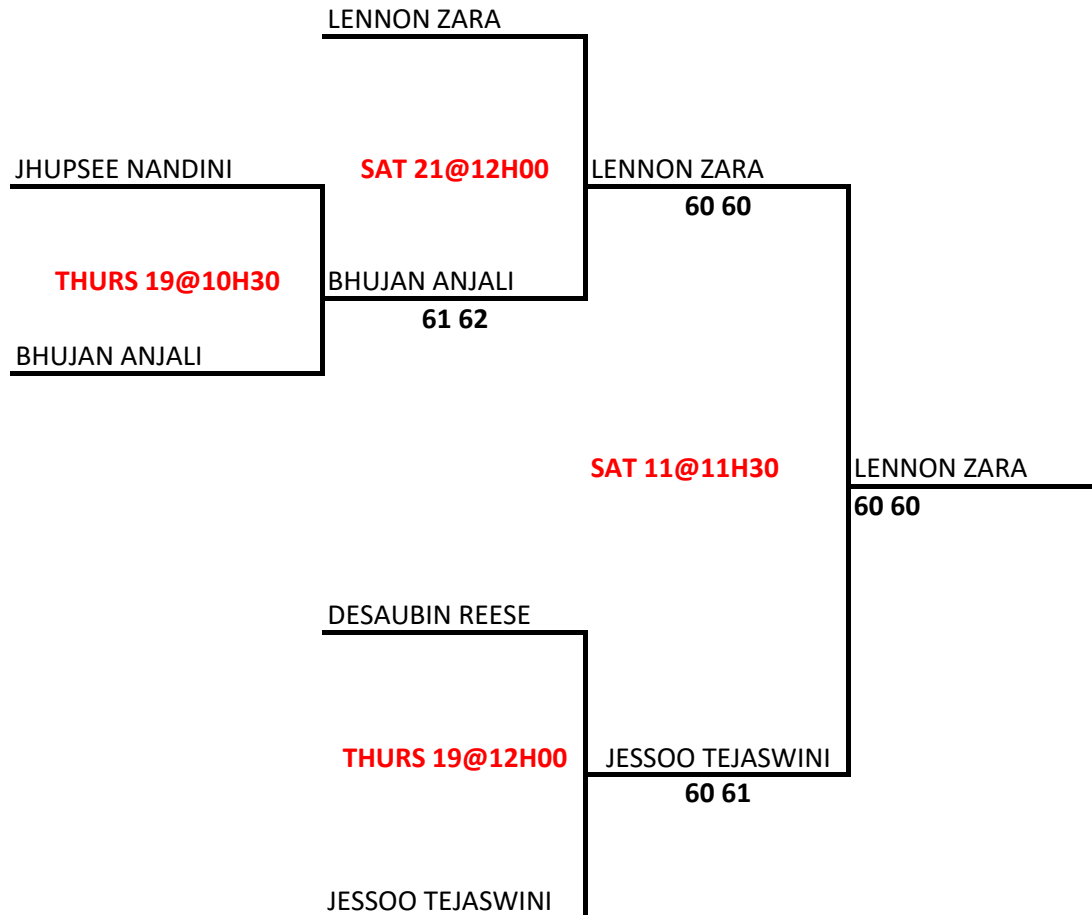 LENNON ZARA
JHUPSEE NANDINI
SAT 21@12H00
LENNON ZARA
60 60
THURS 19@10H30
BHUJAN ANJALI
61 62
BHUJAN ANJALI
SAT 11@11H30
LENNON ZARA
60 60
DESAUBIN REESE
THURS 19@12H00
JESSOO TEJASWINI
60 61
JESSOO TEJASWINI